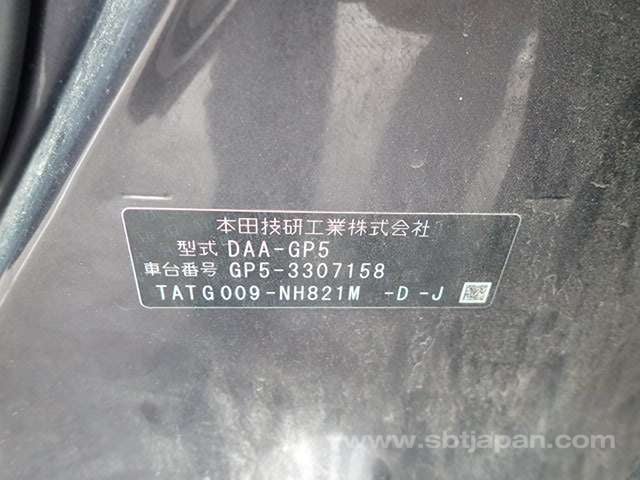 本田技研工業株式会社
型式 DAA-GP5
車台番号 GP5-3307158
TATG009-NH821M -D -J
www.sbtjapan.com